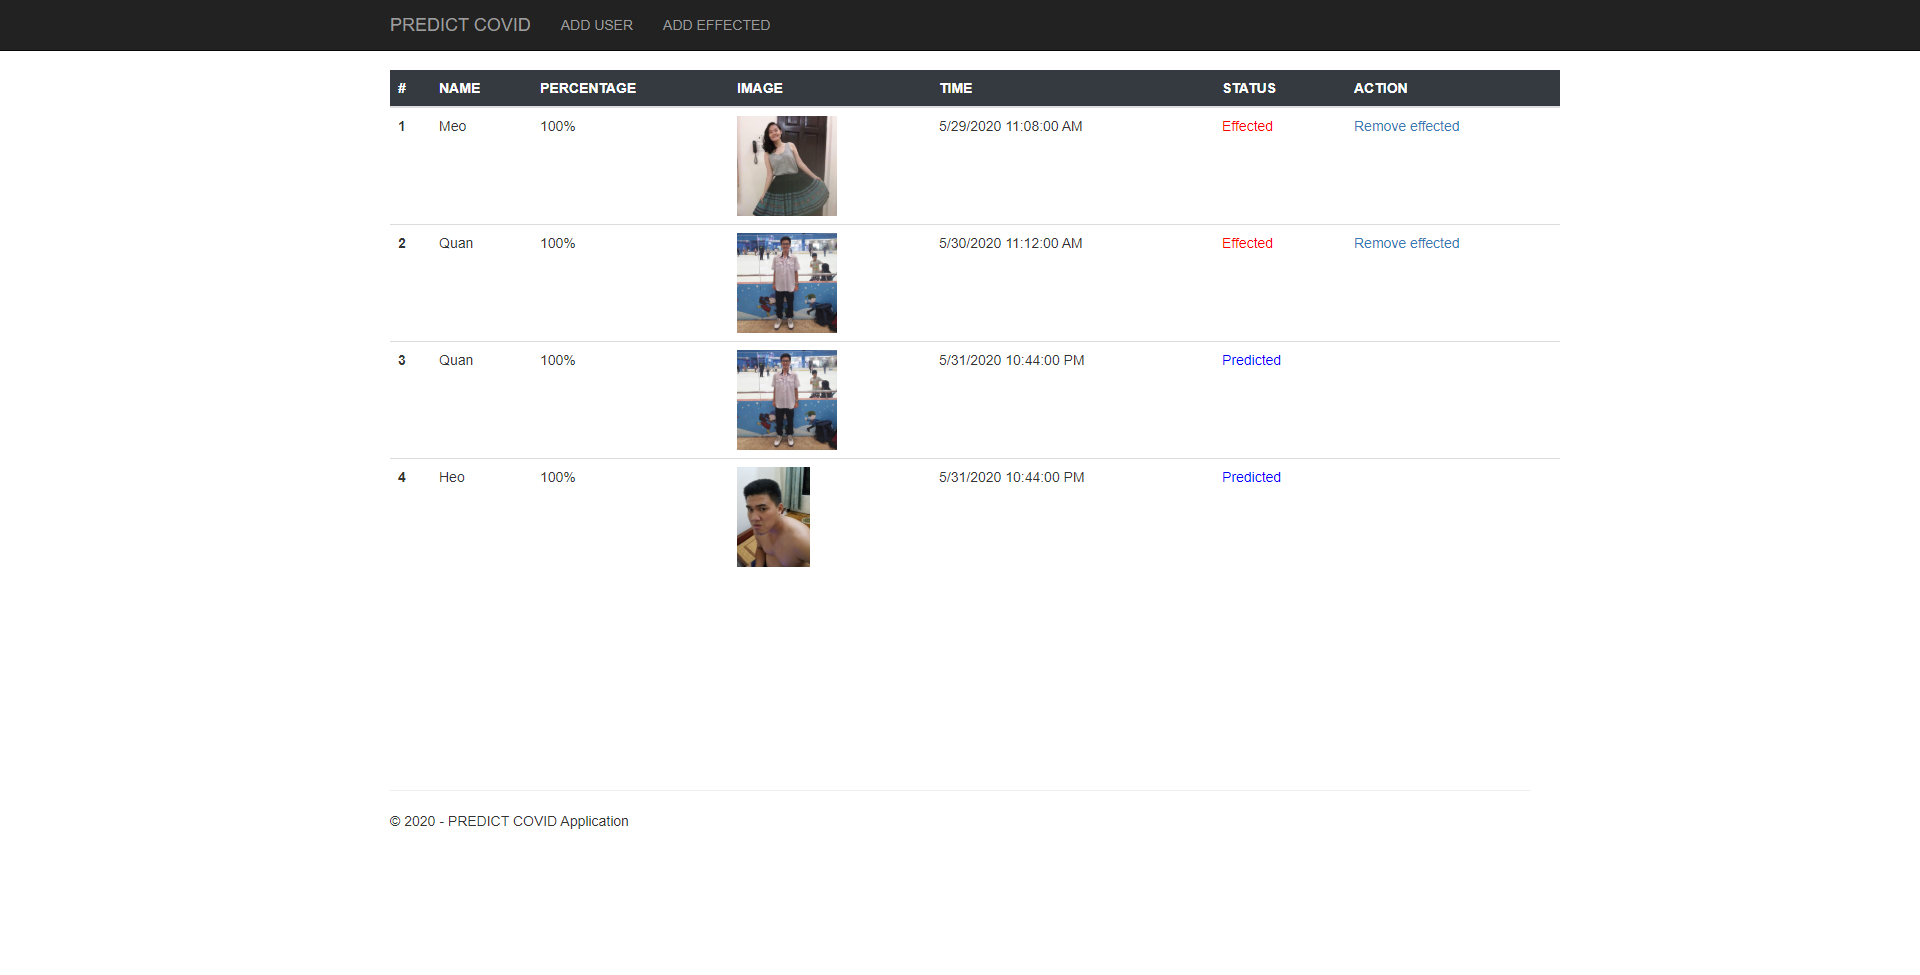 PREDICT COVID ADD USER ADD EFFECTED
# NAME PERCENTAGE IMAGE TIME STATUS ACTION
1 Meo 100% 5/29/2020 11:08:00 AM Effected Remove effected
2 Quan 100% 5/30/2020 11:12:00 AM Effected Remove effected
3 Quan 100% 5/31/2020 10:44:00 PM Predicted
4 Heo 100% 5/31/2020 10:44:00 PM Predicted
© 2020 - PREDICT COVID Application